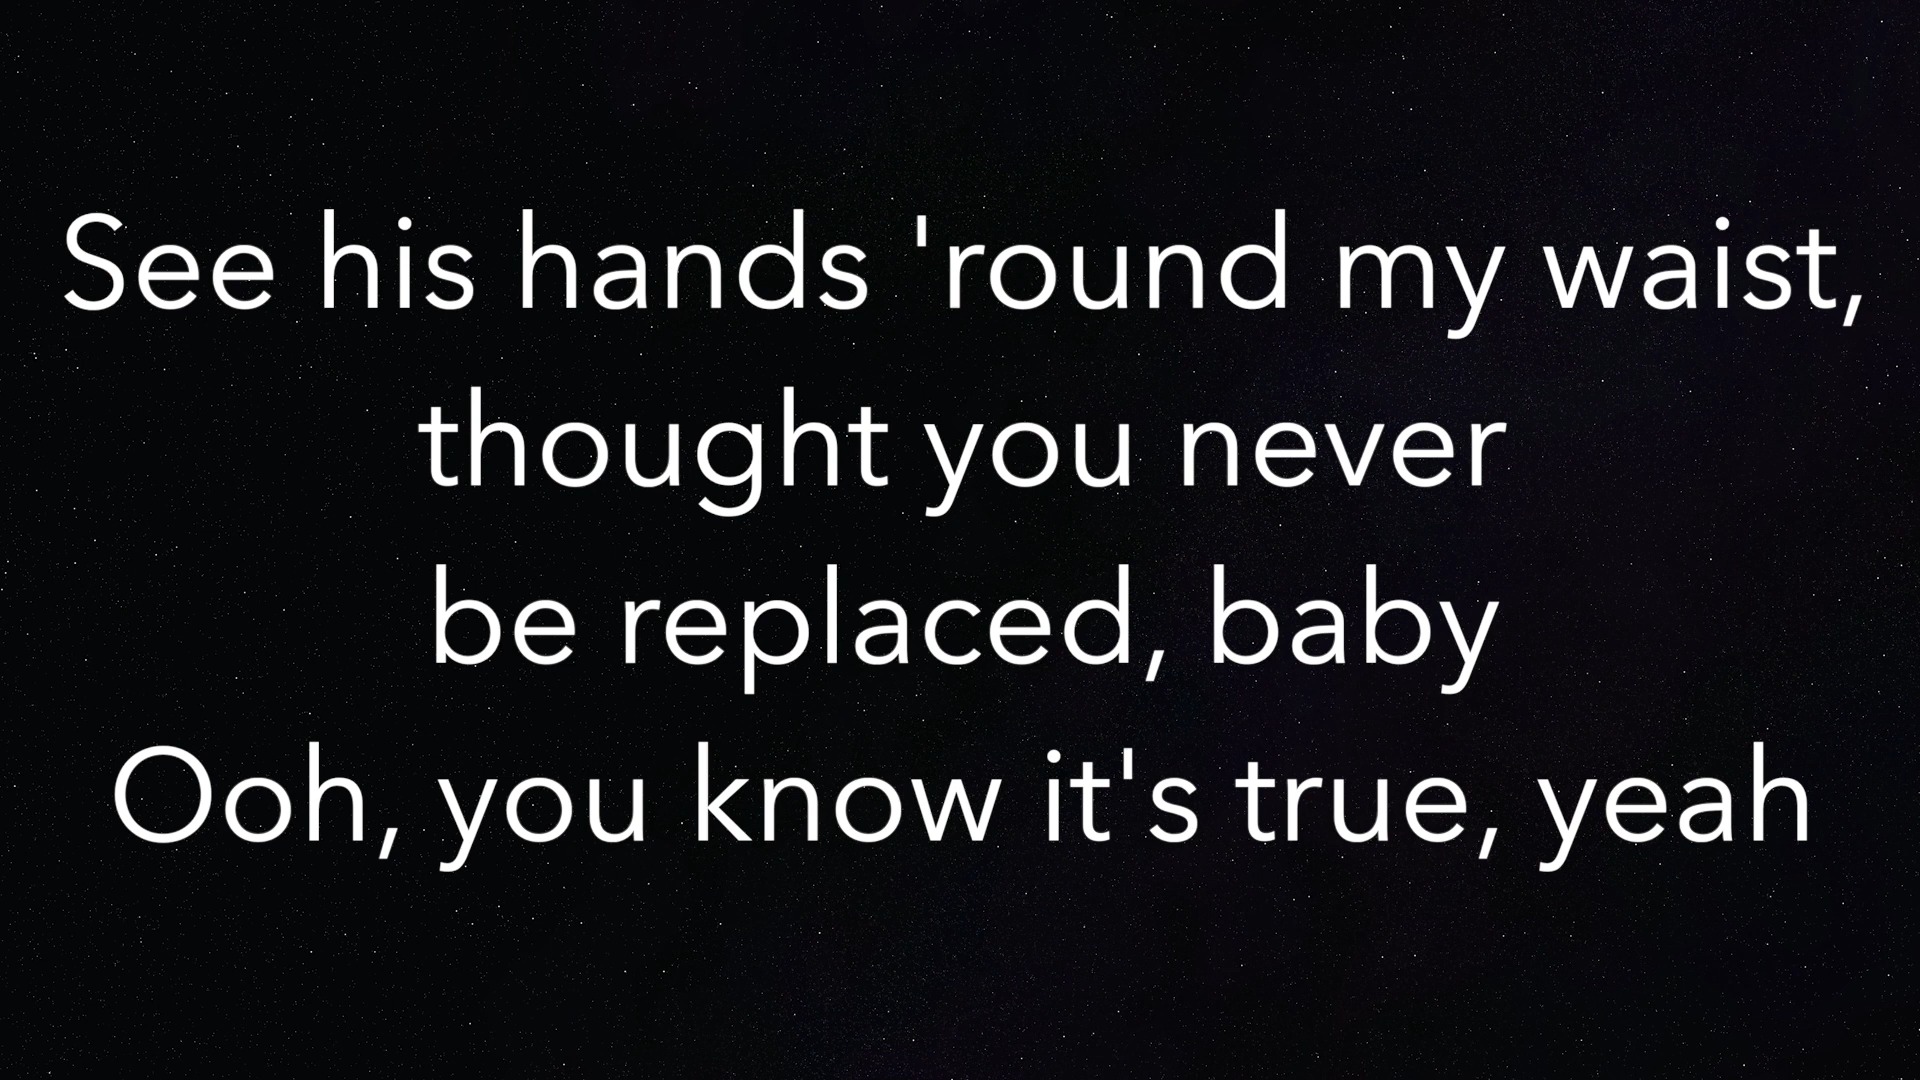 See his hands 'round my waist,
thought you never
be replaced, baby
Ooh, you know it's true, yeah